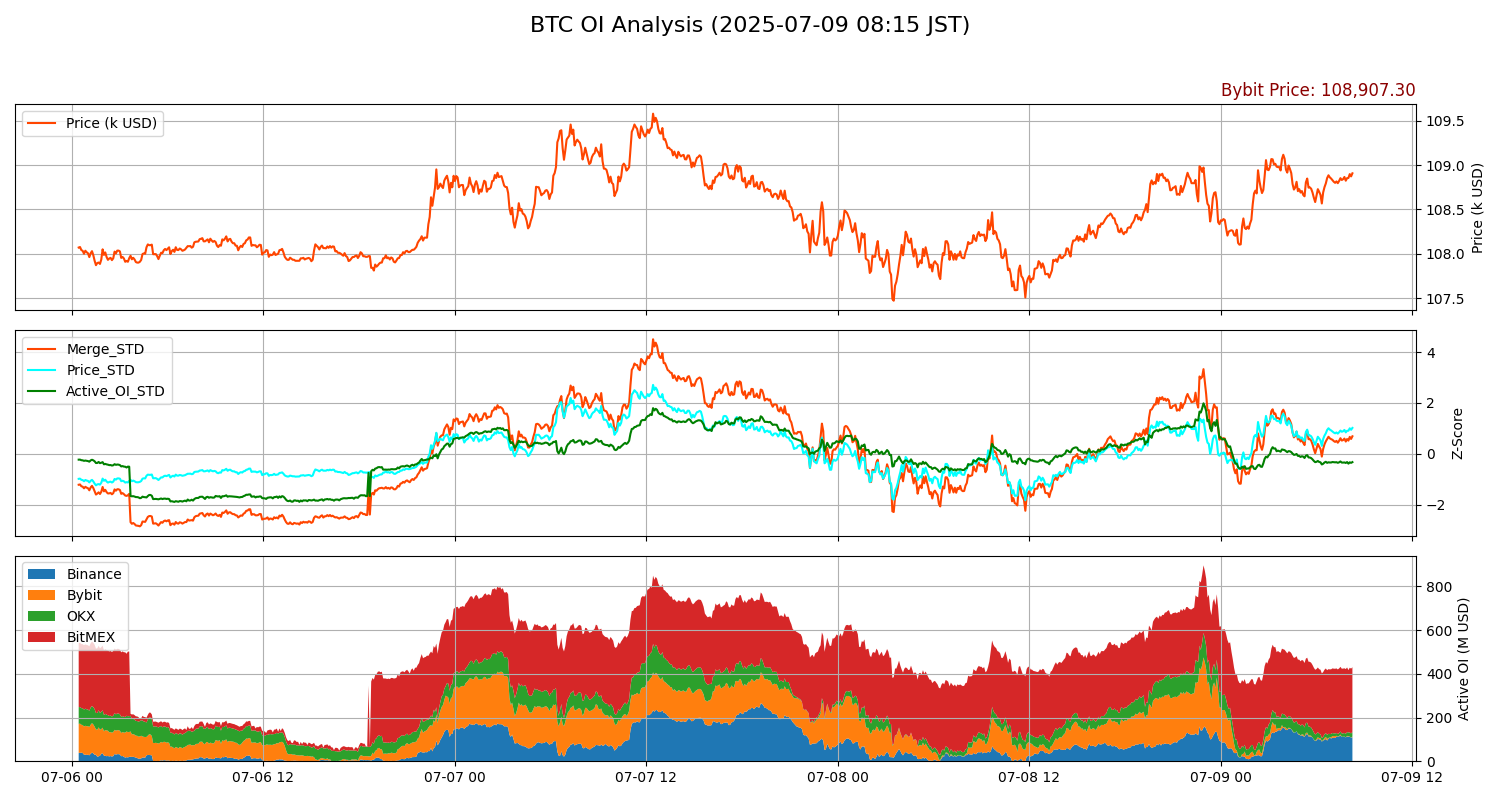 BTC OI Analysis (2025-07-09 08:15 JST)
Bybit Price: 108,907.30
Price (k USD)
109.5
109.0
108.5
108.0
107.5
Price (k USD)
Merge_STD
Price_STD
Active_OI_STD
4
2
0
−2
Z-Score
Binance
Bybit
OKX
BitMEX
800
600
400
200
0
Active OI (M USD)
07-06 00
07-06 12
07-07 00
07-07 12
07-08 00
07-08 12
07-09 00
07-09 12